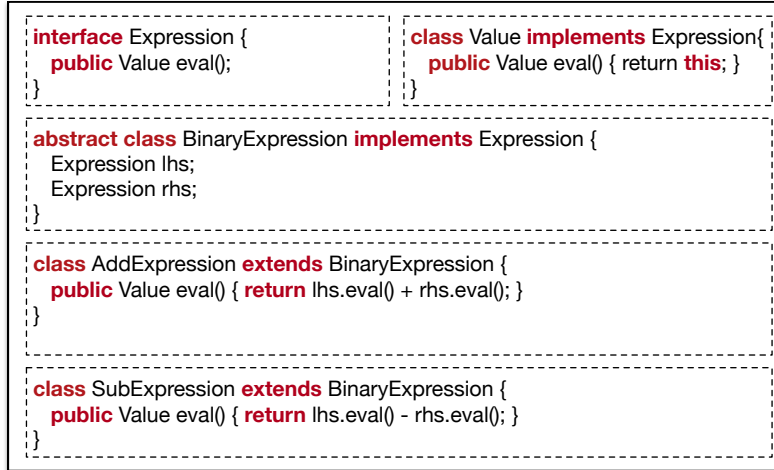 interface Expression {
public Value eval();
}
class Value implements Expression{
public Value eval() { return this; }
}
abstract class BinaryExpression implements Expression {
Expression lhs;
Expression rhs;
}
class AddExpression extends BinaryExpression {
public Value eval() { return lhs.eval() + rhs.eval(); }
}
class SubExpression extends BinaryExpression {
public Value eval() { return lhs.eval() - rhs.eval(); }
}